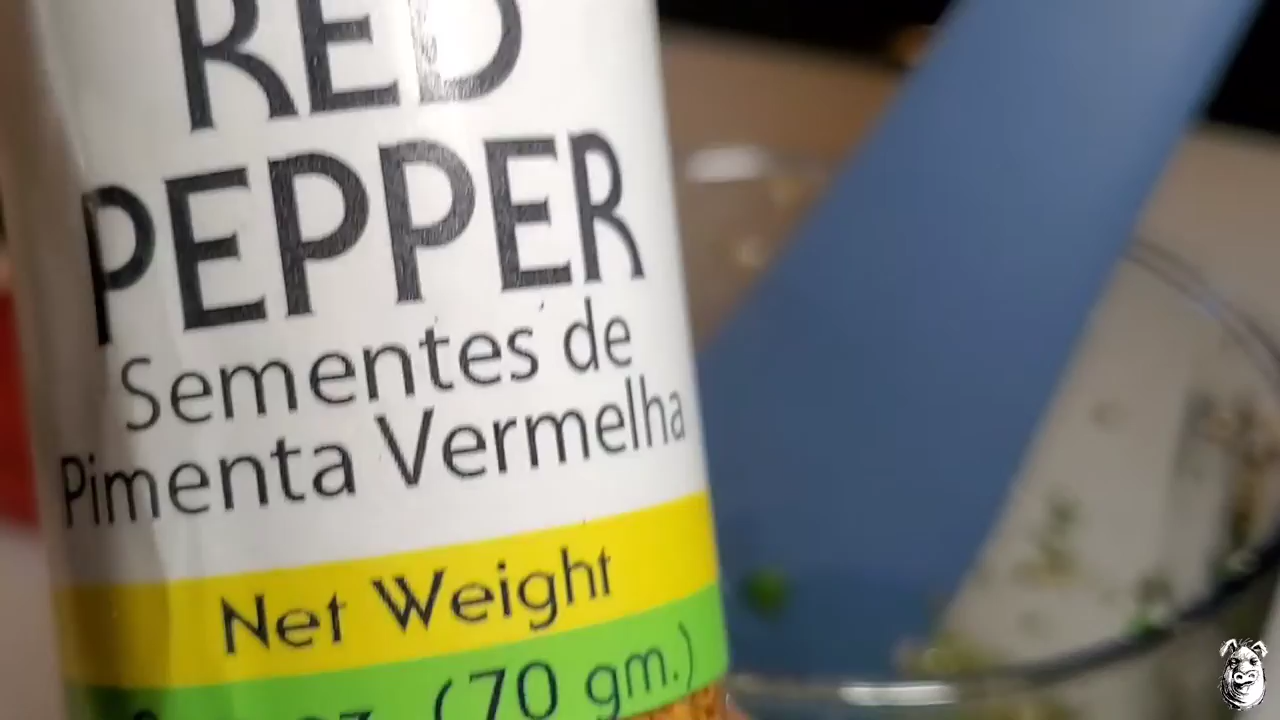 RED
PEPPER
Sementes de
Pimenta Vermelha
Net Weight
(70 gm.)